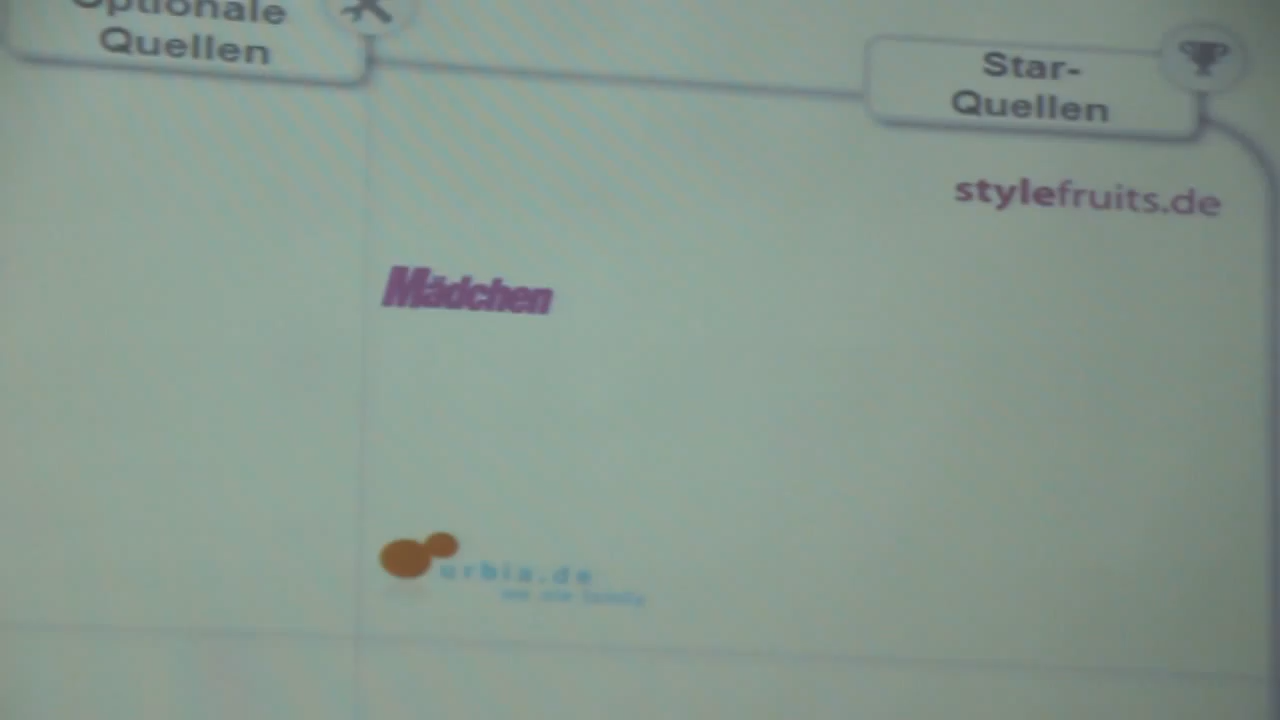 Optionale
Quellen
Star-
Quellen
stylefruits.de
Mädchen
urbia.de